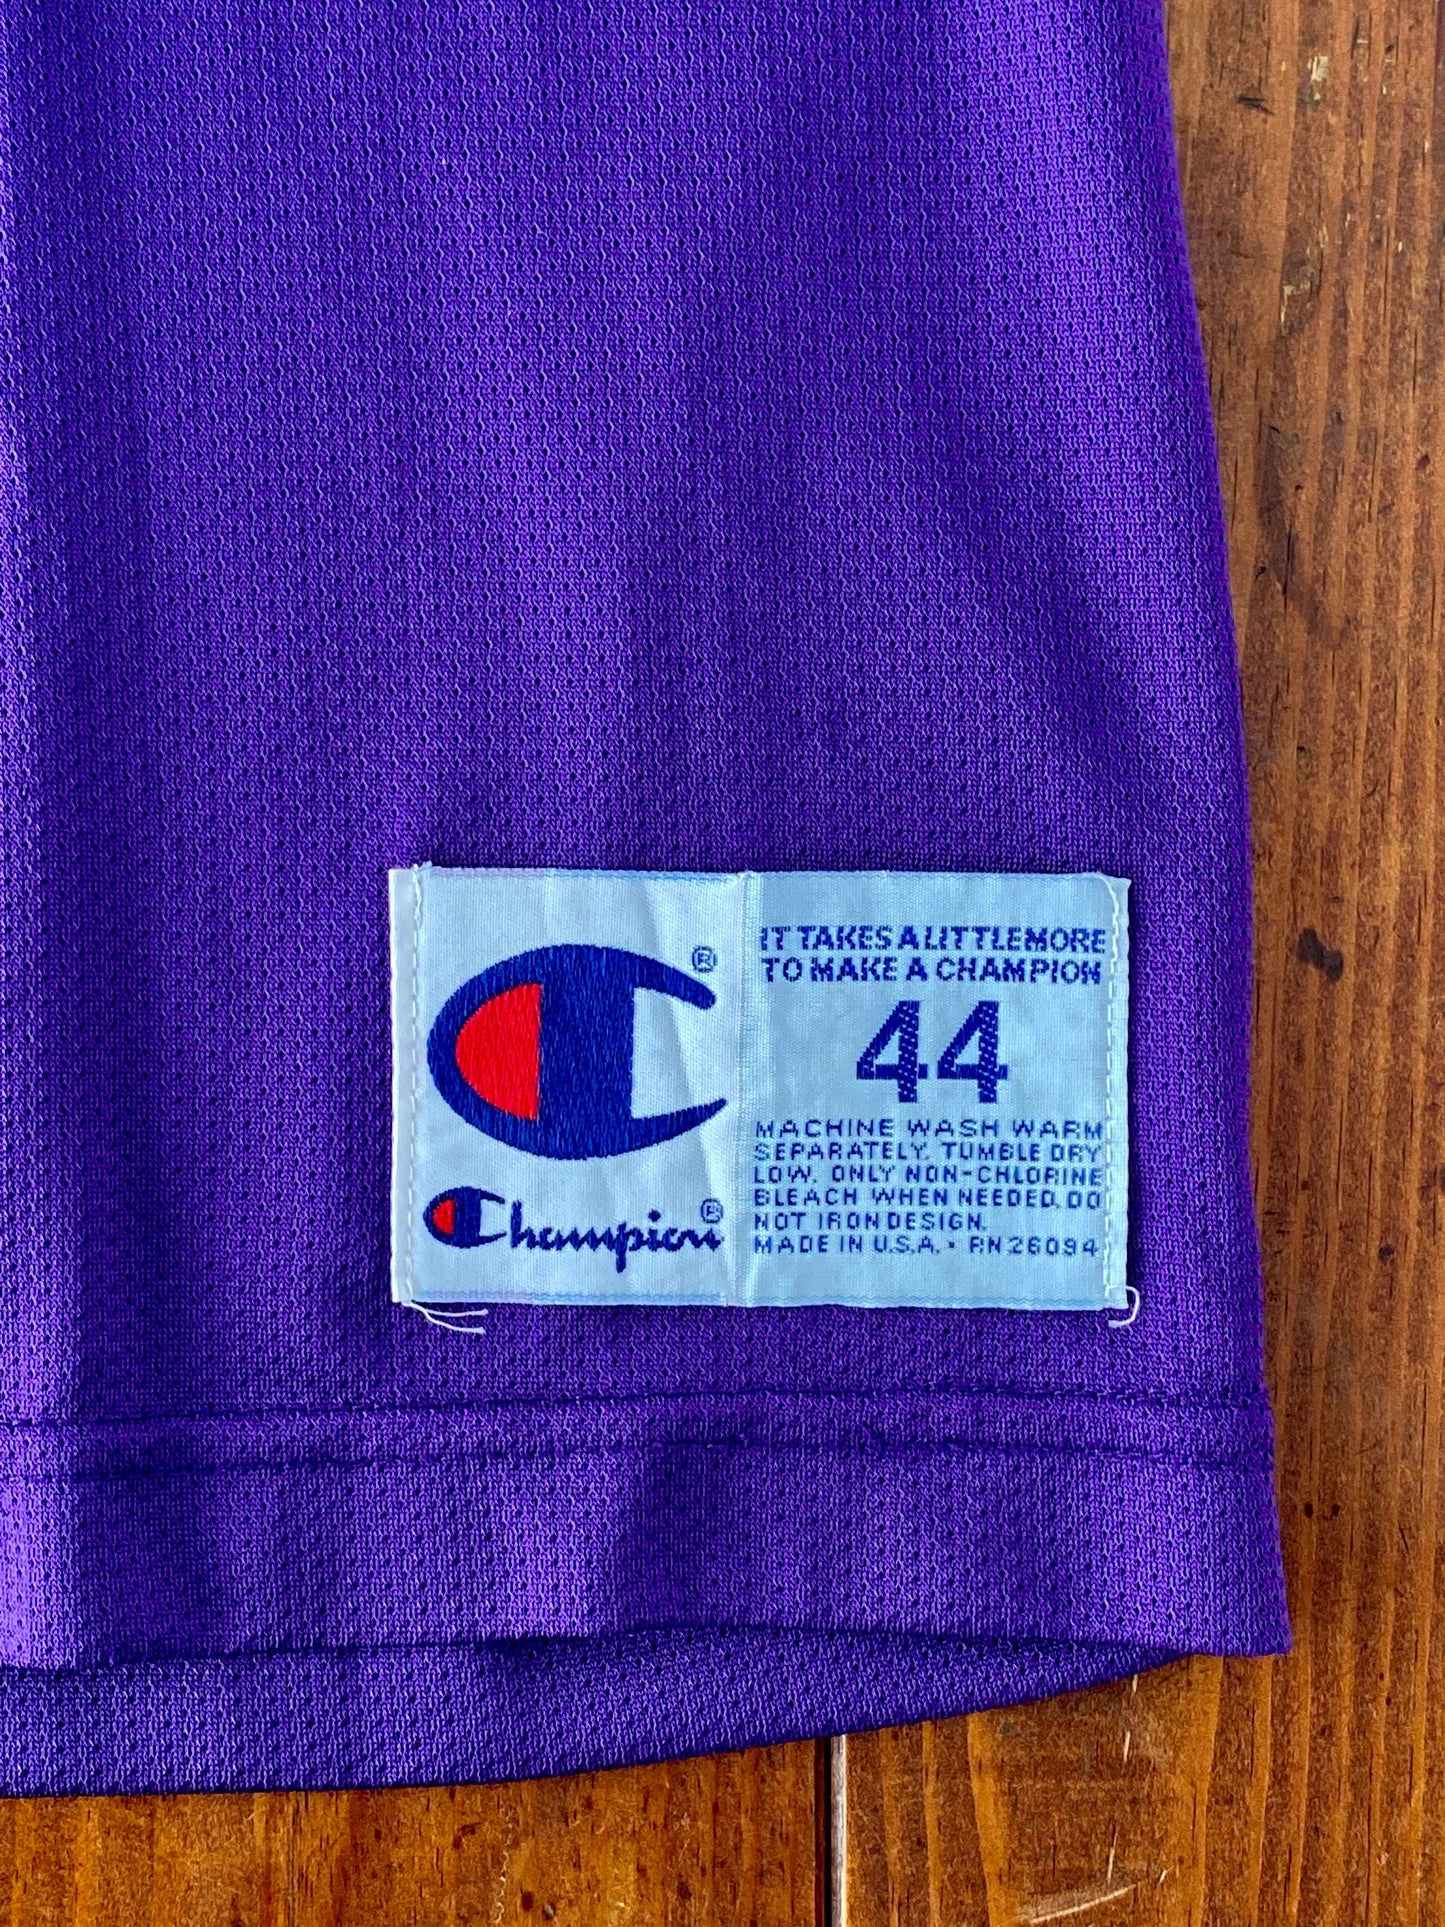 ®
Champion®
IT TAKES A LITTLE MORE
TO MAKE A CHAMPION
44
MACHINE WASH WARM
SEPARATELY. TUMBLE DRY
LOW. ONLY NON-CHLORINE
BLEACH WHEN NEEDED. DO
NOT IRON DESIGN.
MADE IN U.S.A. • RN 26094